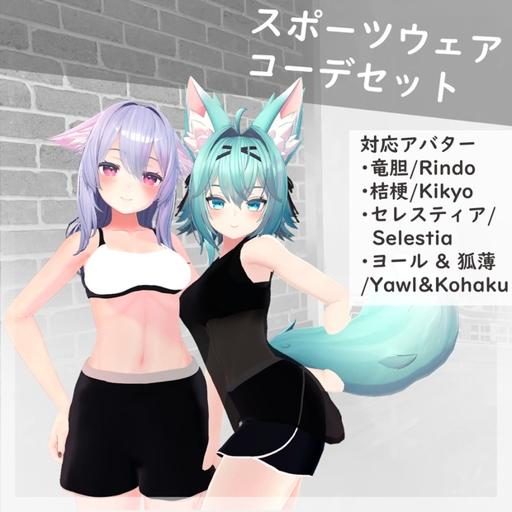 スポーツウェア
コーデセット
対応アバター
・竜胆/Rindo
・桔梗/Kikyo
・セレスティア/
Selestia
・ヨール & 狐薄
/Yawl&Kohaku